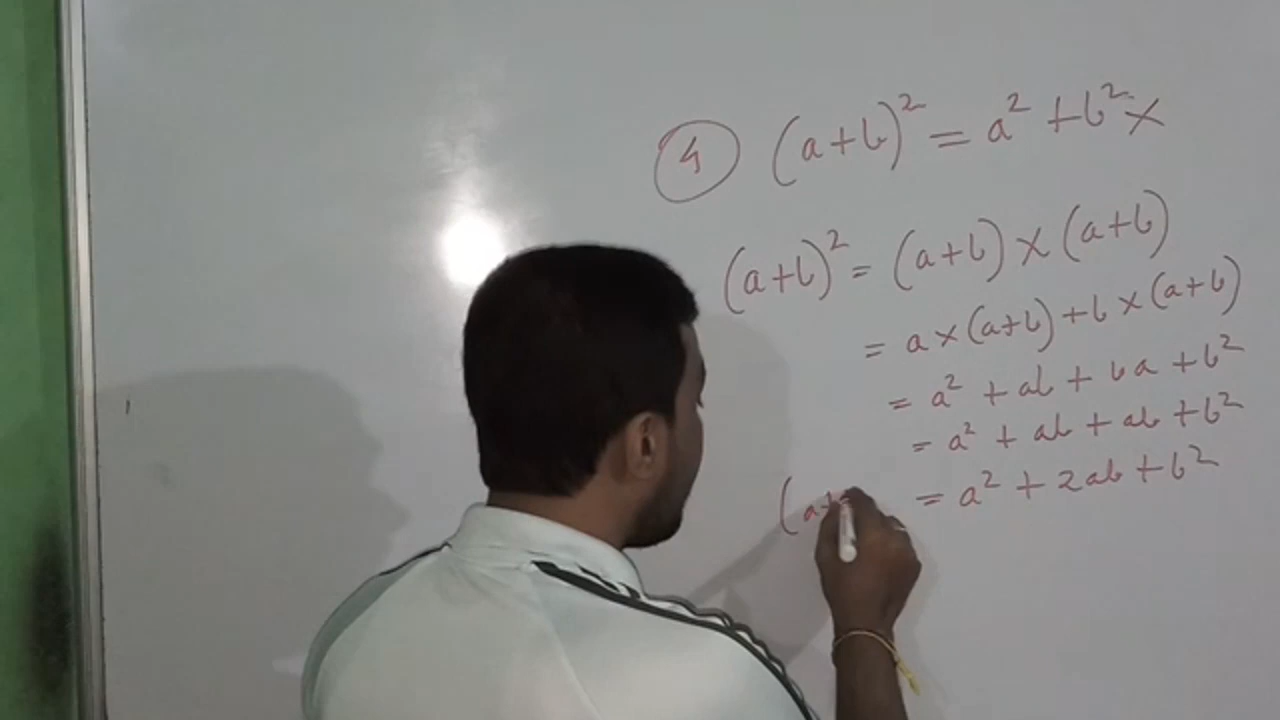 4 (a+b)² = a² + b² ×
(a+b)² = (a+b) × (a+b)
= a × (a+b) + b × (a+b)
= a² + ab + ba + b²
= a² + ab + ab + b²
(a+ = a² + 2ab + b²